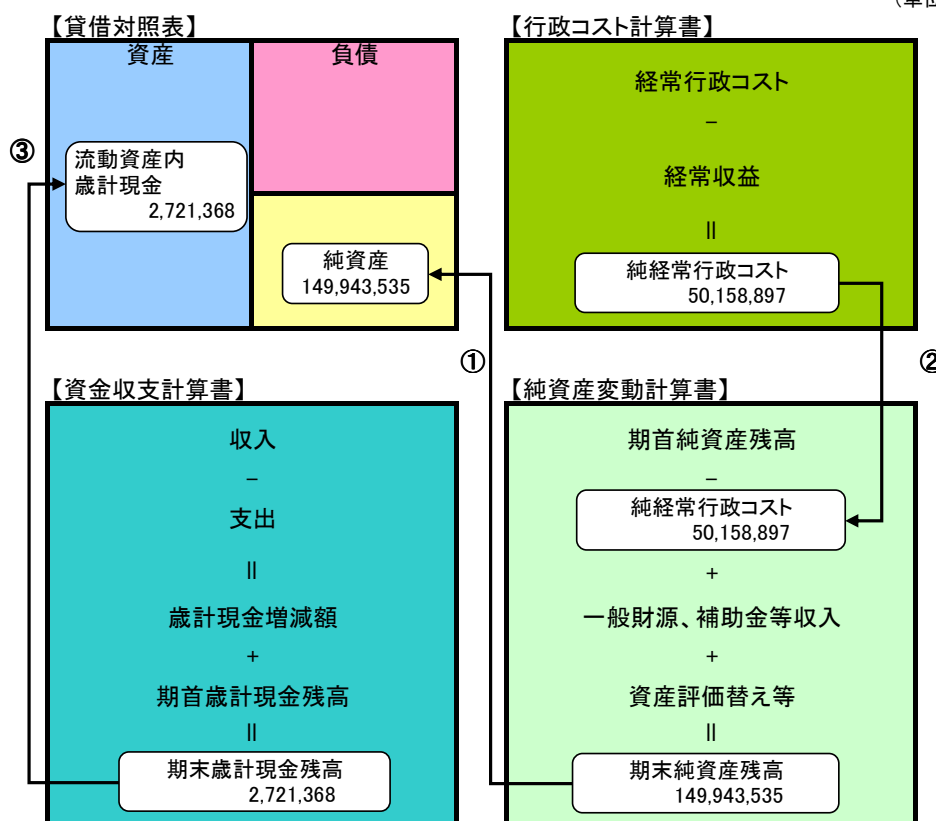 （単位
【貸借対照表】
資産
負債
③
流動資産内
歳計現金
2,721,368
純資産
149,943,535
【行政コスト計算書】
経常行政コスト
－
経常収益
||
純経常行政コスト
50,158,897
①
②
【資金収支計算書】
収入
－
支出
||
歳計現金増減額
+
期首歳計現金残高
||
期末歳計現金残高
2,721,368
【純資産変動計算書】
期首純資産残高
－
純経常行政コスト
50,158,897
+
一般財源、補助金等収入
+
資産評価替え等
||
期末純資産残高
149,943,535